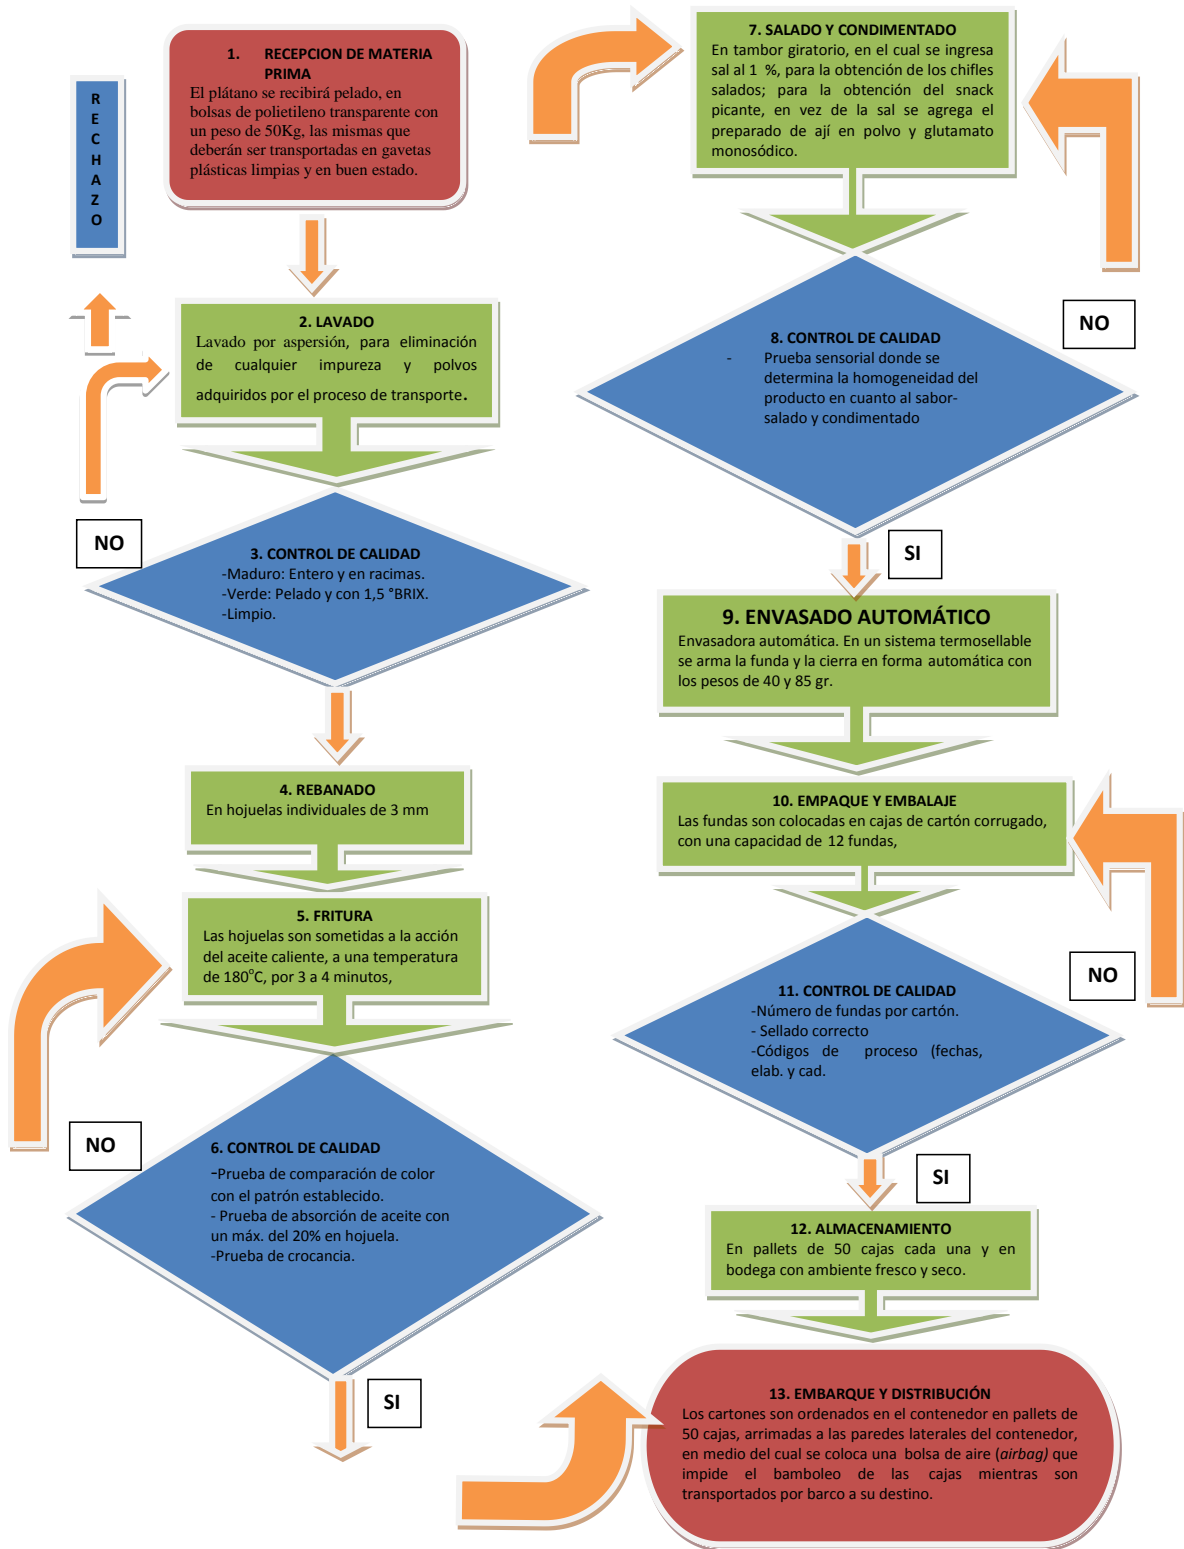 1. RECEPCION DE MATERIA
PRIMA
El plátano se recibirá pelado, en
bolsas de polietileno transparente con
un peso de 50Kg, las mismas que
deberán ser transportadas en gavetas
plásticas limpias y en buen estado.
R
E
C
H
A
Z
O
2. LAVADO
Lavado por aspersión, para eliminación
de cualquier impureza y polvos
adquiridos por el proceso de transporte.
NO
3. CONTROL DE CALIDAD
-Maduro: Entero y en racimas.
-Verde: Pelado y con 1,5 °BRIX.
-Limpio.
4. REBANADO
En hojuelas individuales de 3 mm
5. FRITURA
Las hojuelas son sometidas a la acción
del aceite caliente, a una temperatura
de 180°C, por 3 a 4 minutos,
NO
6. CONTROL DE CALIDAD
-Prueba de comparación de color
con el patrón establecido.
- Prueba de absorción de aceite con
un máx. del 20% en hojuela.
-Prueba de crocancia.
SI
7. SALADO Y CONDIMENTADO
En tambor giratorio, en el cual se ingresa
sal al 1 %, para la obtención de los chifles
salados; para la obtención del snack
picante, en vez de la sal se agrega el
preparado de ají en polvo y glutamato
monosódico.
NO
8. CONTROL DE CALIDAD
- Prueba sensorial donde se
determina la homogeneidad del
producto en cuanto al sabor-
salado y condimentado
SI
9. ENVASADO AUTOMÁTICO
Envasadora automática. En un sistema termosellable
se arma la funda y la cierra en forma automática con
los pesos de 40 y 85 gr.
10. EMPAQUE Y EMBALAJE
Las fundas son colocadas en cajas de cartón corrugado,
con una capacidad de 12 fundas,
NO
11. CONTROL DE CALIDAD
-Número de fundas por cartón.
- Sellado correcto
-Códigos de proceso (fechas,
elab. y cad.
SI
12. ALMACENAMIENTO
En pallets de 50 cajas cada una y en
bodega con ambiente fresco y seco.
13. EMBARQUE Y DISTRIBUCIÓN
Los cartones son ordenados en el contenedor en pallets de
50 cajas, arrimadas a las paredes laterales del contenedor,
en medio del cual se coloca una bolsa de aire (airbag) que
impide el bamboleo de las cajas mientras son
transportados por barco a su destino.